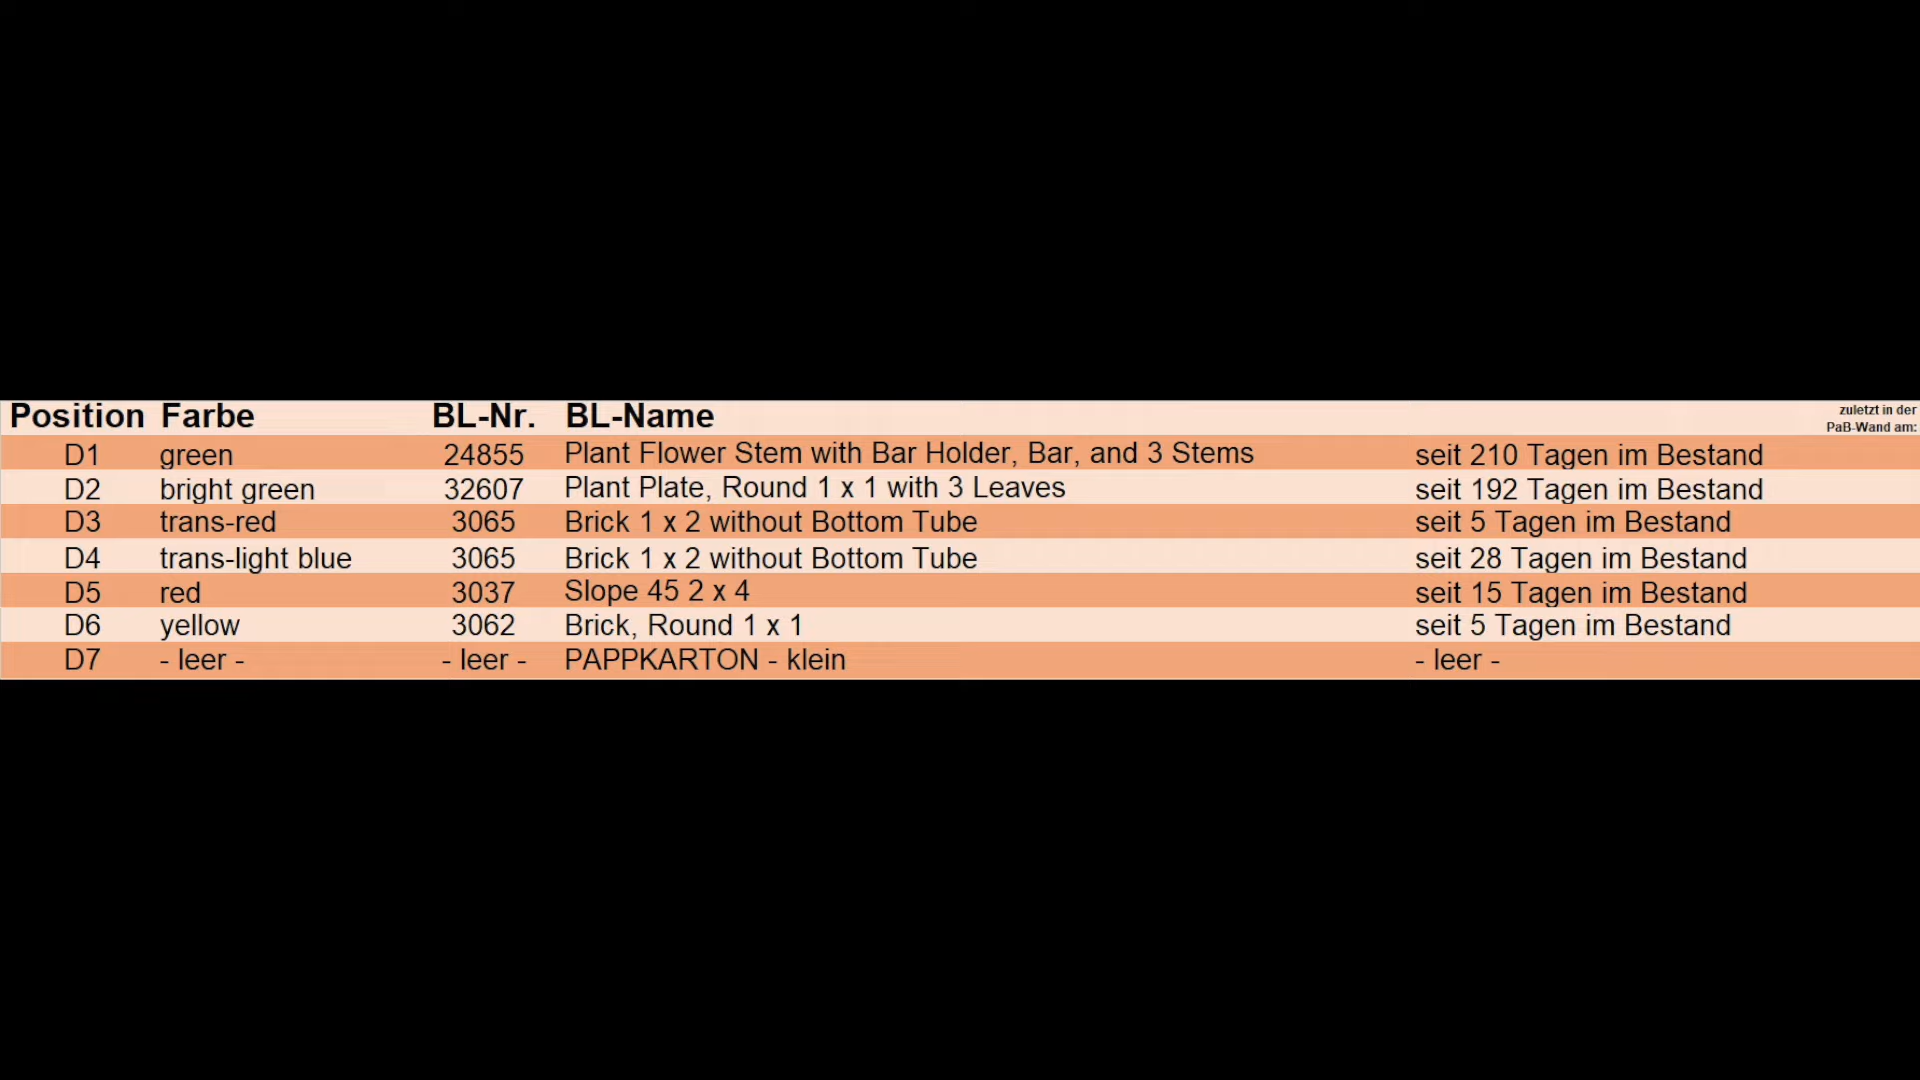 Position Farbe BL-Nr. BL-Name zuletzt in der PaB-Wand am:
D1 green 24855 Plant Flower Stem with Bar Holder, Bar, and 3 Stems seit 210 Tagen im Bestand
D2 bright green 32607 Plant Plate, Round 1 x 1 with 3 Leaves seit 192 Tagen im Bestand
D3 trans-red 3065 Brick 1 x 2 without Bottom Tube seit 5 Tagen im Bestand
D4 trans-light blue 3065 Brick 1 x 2 without Bottom Tube seit 28 Tagen im Bestand
D5 red 3037 Slope 45 2 x 4 seit 15 Tagen im Bestand
D6 yellow 3062 Brick, Round 1 x 1 seit 5 Tagen im Bestand
D7 - leer - - leer - PAPPKARTON - klein - leer -